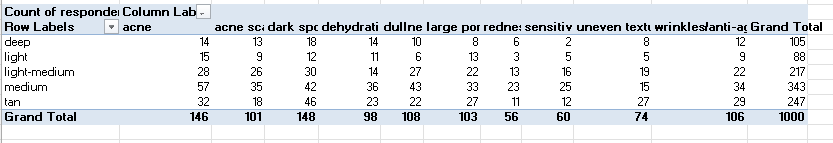 Count of responde Column Lab
Row Labels acne acne sca dark spo dehydrati dullne large por rednes sensitiv uneven textu wrinkles/anti-ag Grand Total
deep 14 13 18 14 10 8 6 2 8 12 105
light 15 9 12 11 6 13 3 5 5 9 88
light-medium 28 26 30 14 27 22 13 16 19 22 217
medium 57 35 42 36 43 33 23 25 15 34 343
tan 32 18 46 23 22 27 11 12 27 29 247
Grand Total 146 101 148 98 108 103 56 60 74 106 1000